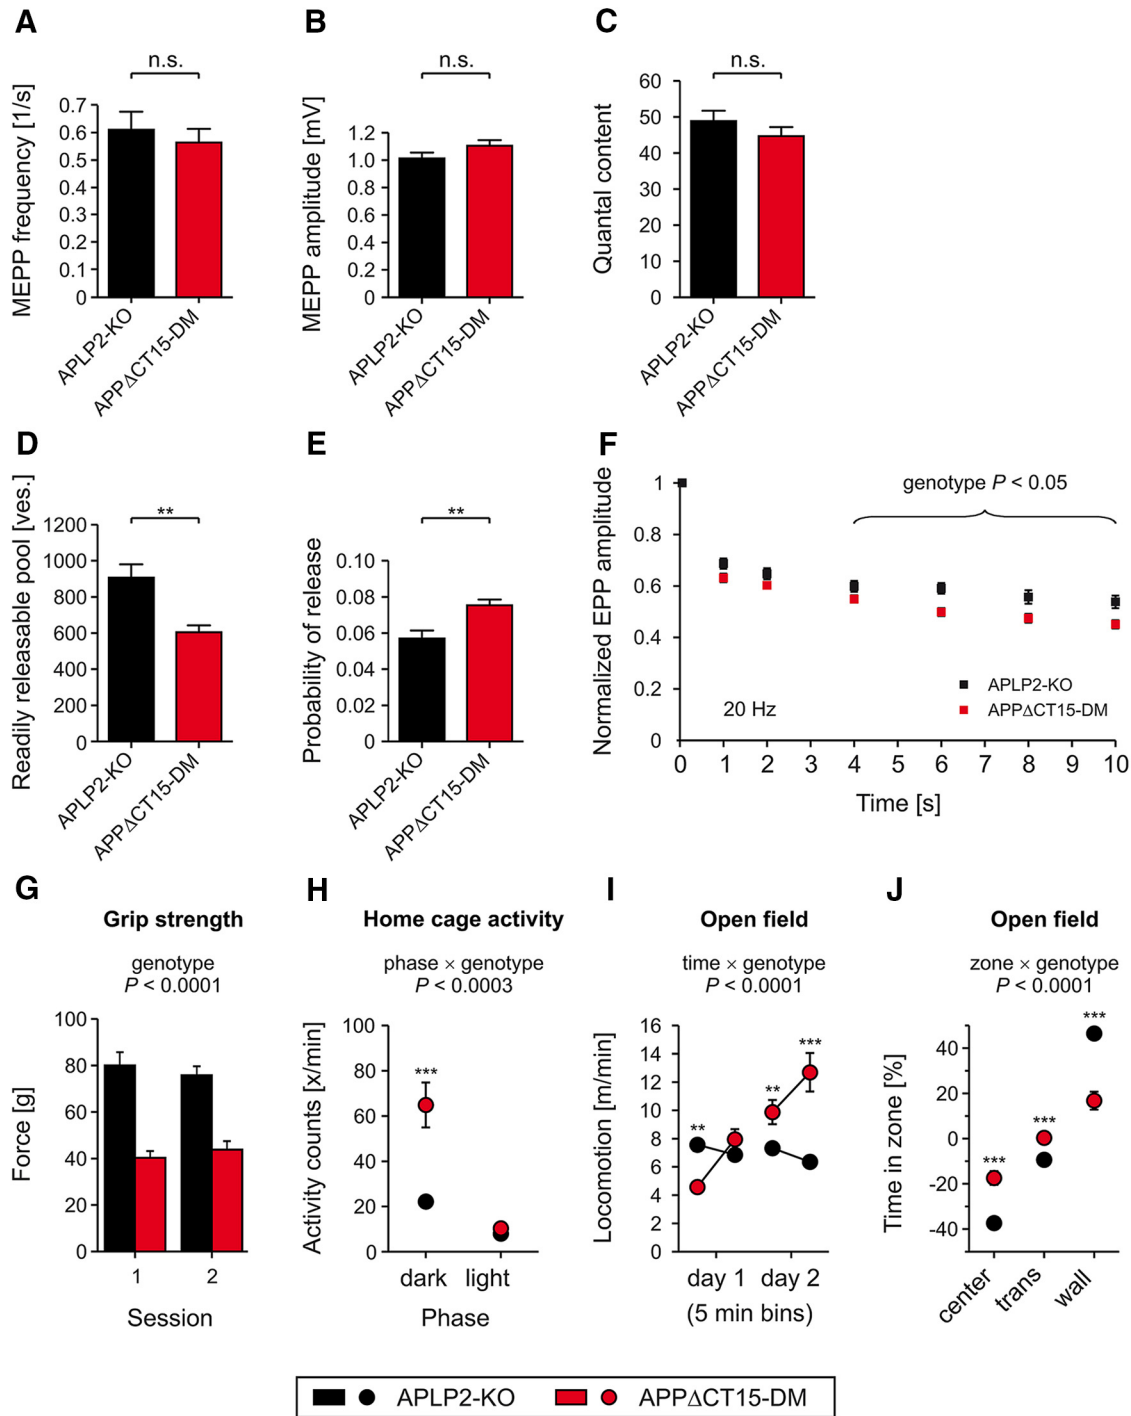 A
n.s.
MEPP frequency [1/s]
0.7
0.6
0.5
0.4
0.3
0.2
0.1
0
APLP2-KO
APPΔCT15-DM
B
n.s.
MEPP amplitude [mV]
1.2
1.0
0.8
0.6
0.4
0.2
0
APLP2-KO
APPΔCT15-DM
C
n.s.
Quantal content
60
50
40
30
20
10
0
APLP2-KO
APPΔCT15-DM
D
**
Readily releasable pool [ves.]
1200
1000
800
600
400
200
0
APLP2-KO
APPΔCT15-DM
E
**
Probability of release
0.10
0.08
0.06
0.04
0.02
0
APLP2-KO
APPΔCT15-DM
F
Normalized EPP amplitude
genotype P < 0.05
1
0.8
0.6
0.4
0.2
0
APLP2-KO
APPΔCT15-DM
20 Hz
0 1 2 3 4 5 6 7 8 9 10
Time [s]
G
Grip strength
genotype
P < 0.0001
Force [g]
100
80
60
40
20
0
1 2
Session
H
Home cage activity
phase × genotype
P < 0.0003
Activity counts [x/min]
100
80
60
40
20
0
***
dark light
Phase
I
Open field
time × genotype
P < 0.0001
Locomotion [m/min]
16
14
12
10
8
6
4
2
0
**
**
***
day 1 day 2
(5 min bins)
J
Open field
zone × genotype
P < 0.0001
Time in zone [%]
40
20
0
-20
-40
***
***
***
center
trans
wall
APLP2-KO APPΔCT15-DM